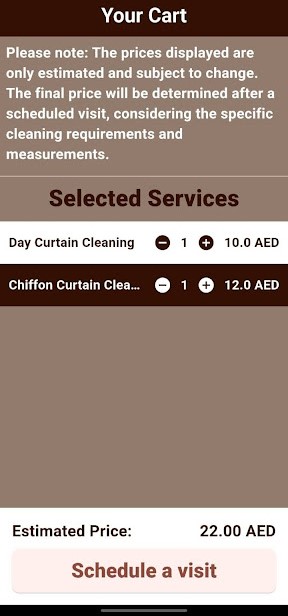 Your Cart
Please note: The prices displayed are
only estimated and subject to change.
The final price will be determined after a
scheduled visit, considering the specific
cleaning requirements and
measurements.
Selected Services
Day Curtain Cleaning 1 10.0 AED
Chiffon Curtain Clea... 1 12.0 AED
Estimated Price: 22.00 AED
Schedule a visit